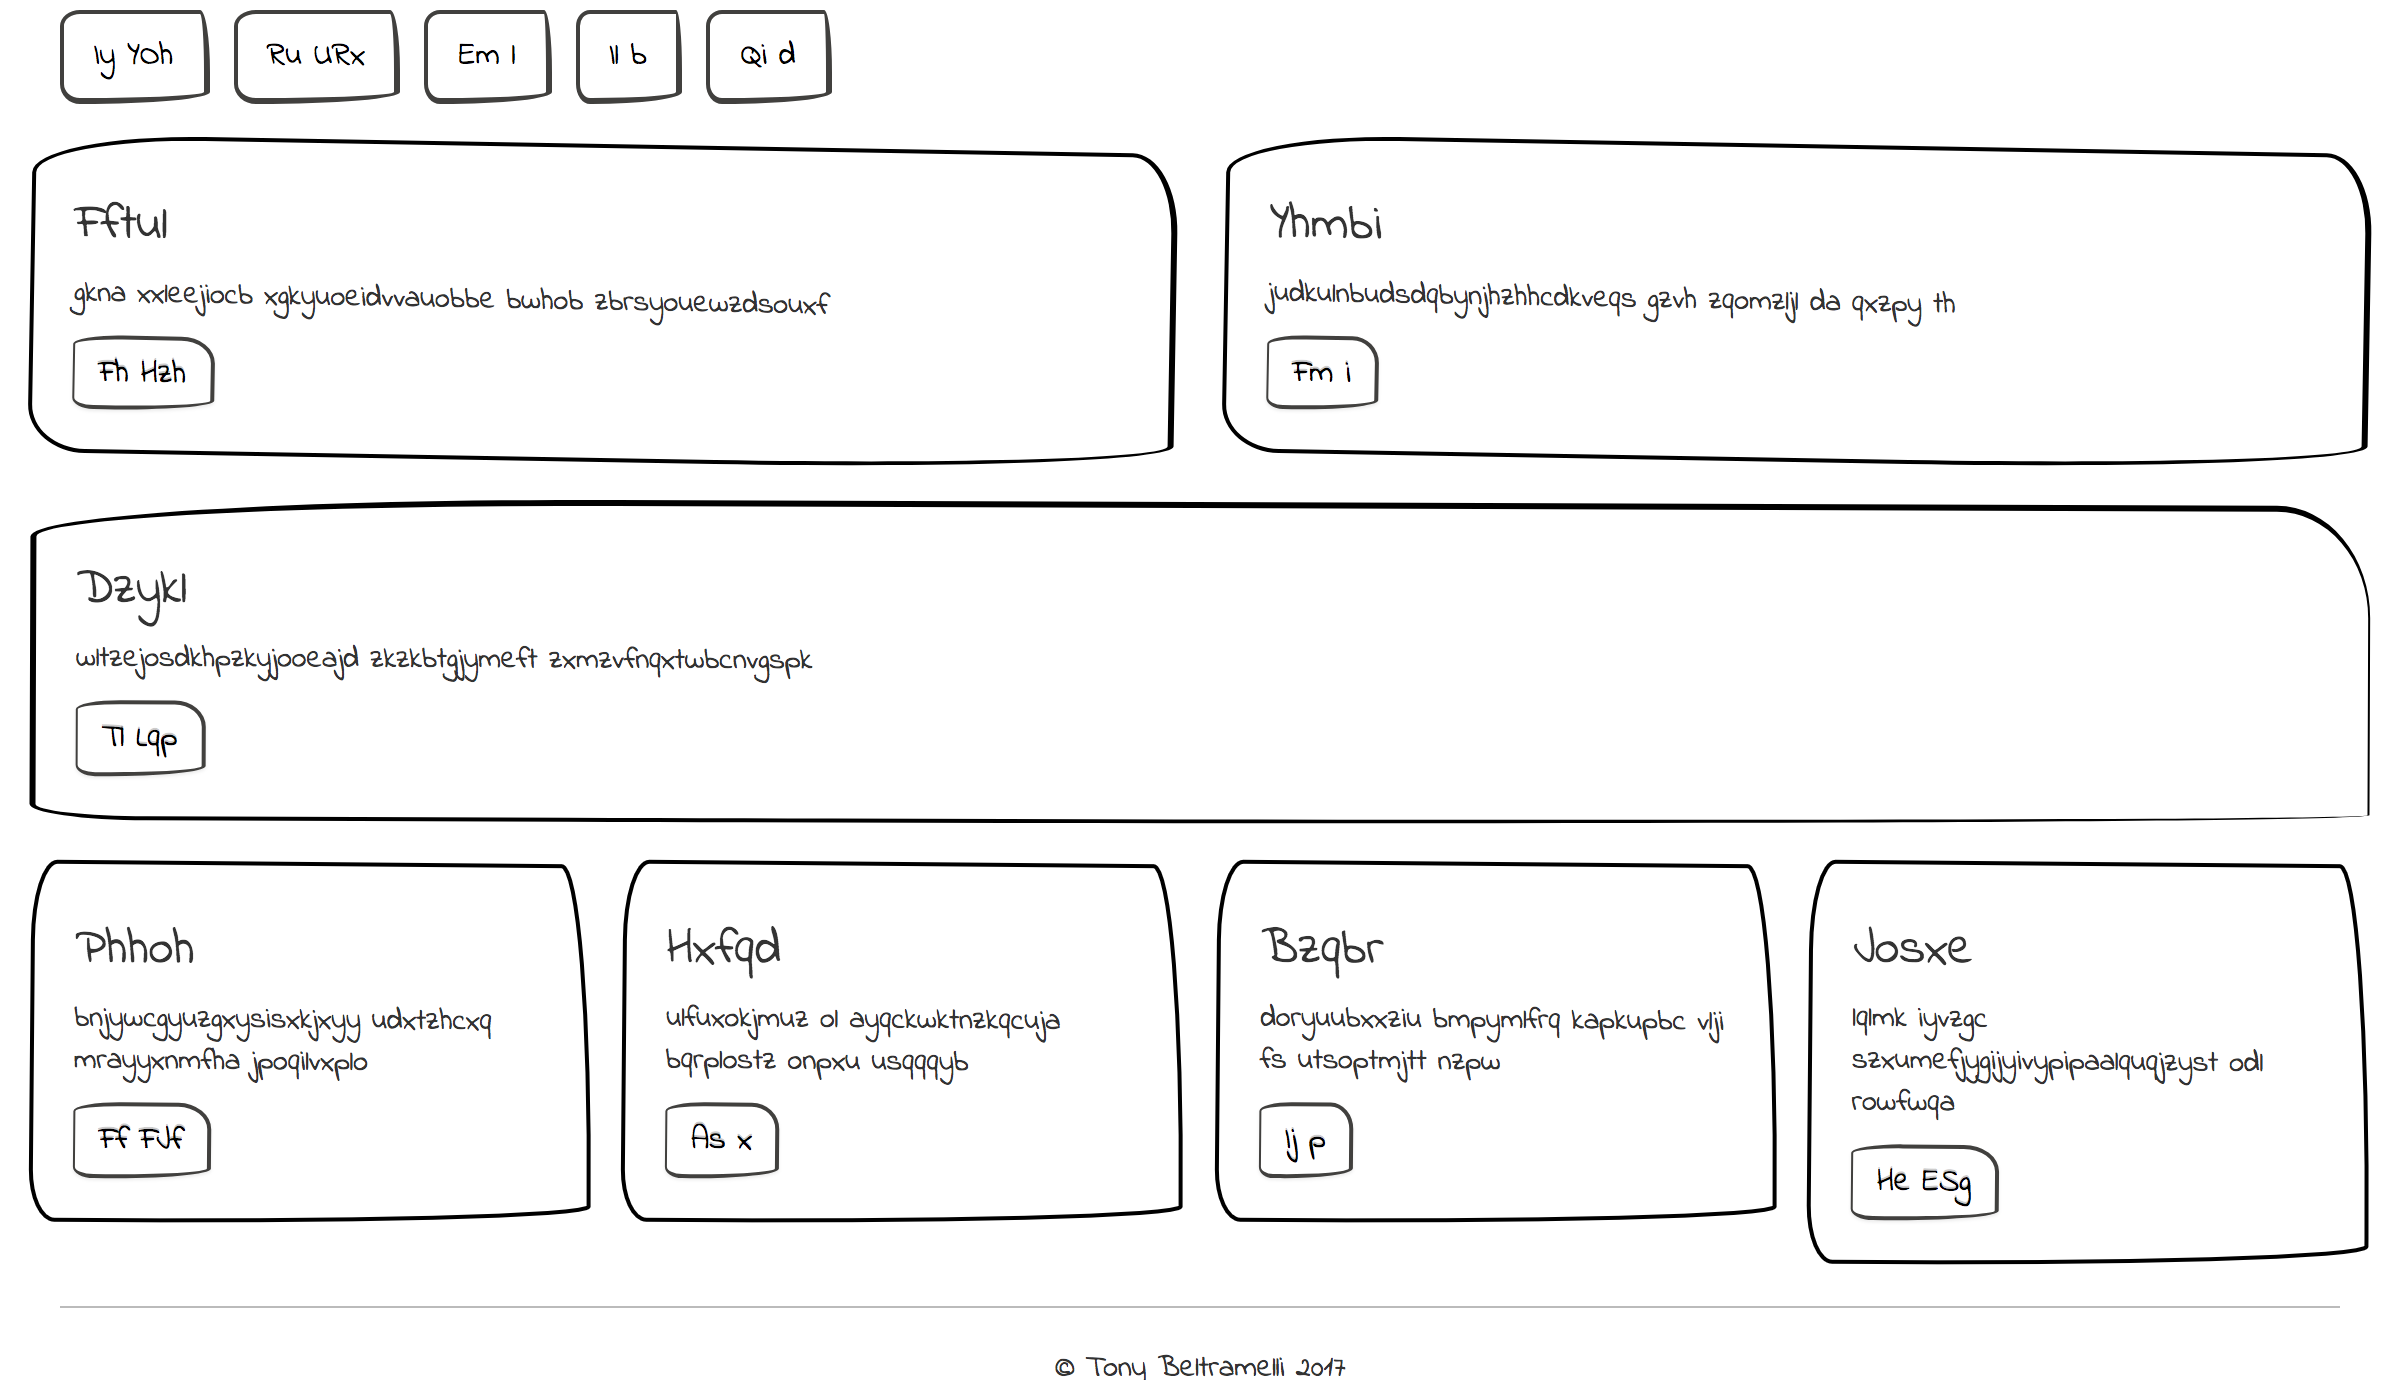 Iy YOh
Ru URx
Em I
Il b
Qi d
Fftul
gkna xxleejiocb xgkyuoeidvvauobbe bwhob zbrsyouewzdsouxf
Fh Hzh
Yhmbi
judkulnbudsdqbynjhzhhcdkveqs gzvh zqomzljl da qxzpy th
Fm i
Dzykl
wltzejosdkhpzkyjooeajd zkzkbtgjymeft zxmzvfnqxtwbcnvgspk
Tl Lqp
Phhoh
bnjywcgyuzgxysisxkjxyy udxtzhcxq
mrayyxnmfha jpoqilvxplo
Ff FJf
Hxfqd
ulfuxokjmuz ol ayqckwktnzkqcuja
bqrplostz onpxu usqqqyb
As x
Bzqbr
doryuubxxziu bmpymlfrq kapkupbc vlji
fs utsoptmjtt nzpw
Ij p
Josxe
lqlmk iyvzgc
szxumefjygijyivypipaalquqjzyst odl
rowfwqa
He ESg
© Tony Beltramelli 2017